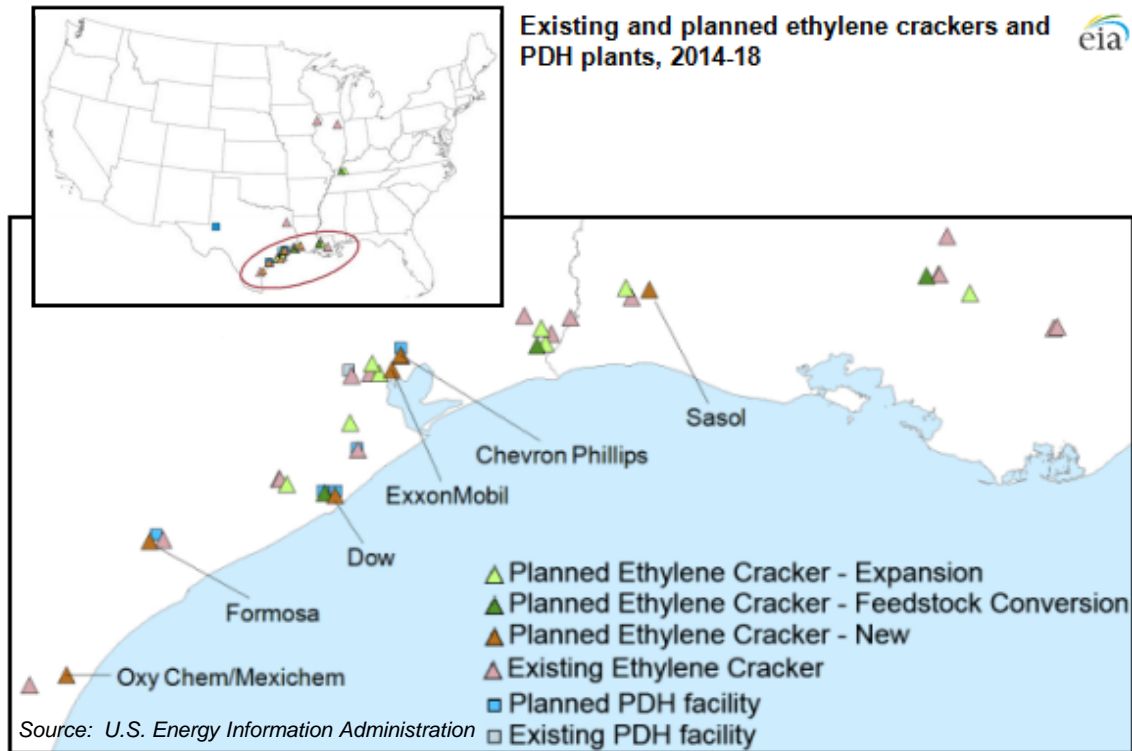 Existing and planned ethylene crackers and
PDH plants, 2014-18
eia
Sasol
Chevron Phillips
ExxonMobil
Dow
Formosa
Oxy Chem/Mexichem
Planned Ethylene Cracker - Expansion
Planned Ethylene Cracker - Feedstock Conversion
Planned Ethylene Cracker - New
Existing Ethylene Cracker
Planned PDH facility
Existing PDH facility
Source: U.S. Energy Information Administration